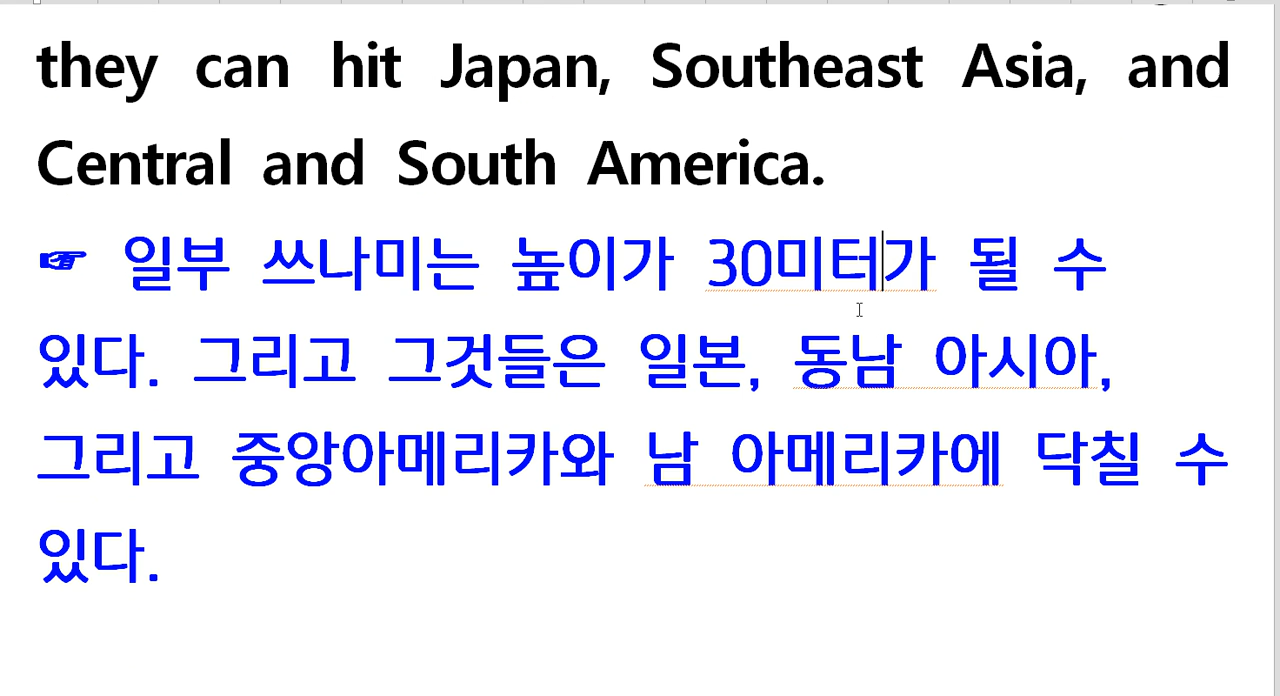 they can hit Japan, Southeast Asia, and
Central and South America.
☞ 일부 쓰나미는 높이가 30미터가 될 수
있다. 그리고 그것들은 일본, 동남 아시아,
그리고 중앙아메리카와 남 아메리카에 닥칠 수
있다.